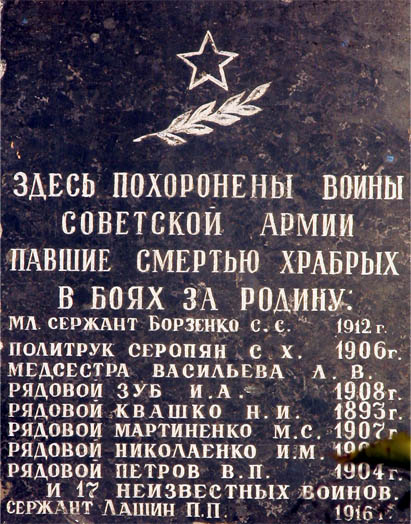 ЗДЕСЬ ПОХОРОНЕНЫ ВОИНЫ
СОВЕТСКОЙ АРМИИ
ПАВШИЕ СМЕРТЬЮ ХРАБРЫХ
В БОЯХ ЗА РОДИНУ:
МЛ. СЕРЖАНТ БОРЗЕНКО С. С. 1912 г.
ПОЛИТРУК СЕРОПЯН С. Х. 1906 г.
МЕДСЕСТРА ВАСИЛЬЕВА Л. В.
РЯДОВОЙ ЗУБ И.А. 1908 г.
РЯДОВОЙ КВАШКО Н. И. 1893 г.
РЯДОВОЙ МАРТИНЕНКО М.С. 1907 г.
РЯДОВОЙ НИКОЛАЕНКО И.М.
РЯДОВОЙ ПЕТРОВ В.П. 1904 г.
И 17 НЕИЗВЕСТНЫХ ВОИНОВ.
СЕРЖАНТ ЛАШИН П.П. 1916 г.